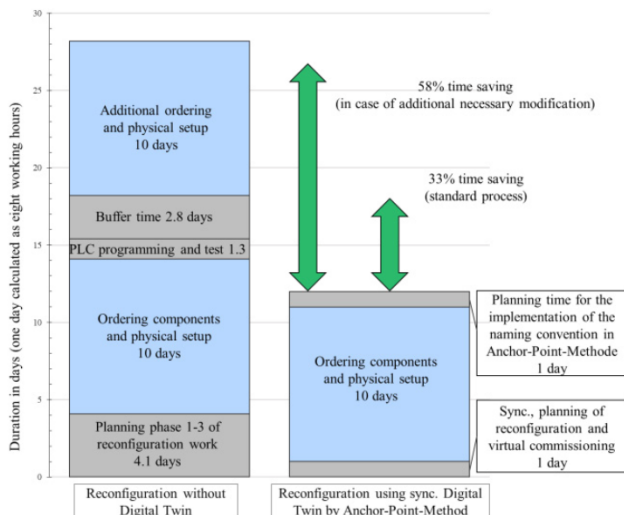 Duration in days (one day calculated as eight working hours)
30
25
20
15
10
5
0
Additional ordering
and physical setup
10 days
Buffer time 2.8 days
PLC programming and test 1.3
Ordering components
and physical setup
10 days
Planning phase 1-3 of
reconfiguration work
4.1 days
Reconfiguration without
Digital Twin
58% time saving
(in case of additional necessary modification)
33% time saving
(standard process)
Ordering components
and physical setup
10 days
Reconfiguration using sync. Digital
Twin by Anchor-Point-Method
Planning time for the
implementation of the
naming convention in
Anchor-Point-Methode
1 day
Sync., planning of
reconfiguration and
virtual commissioning
1 day